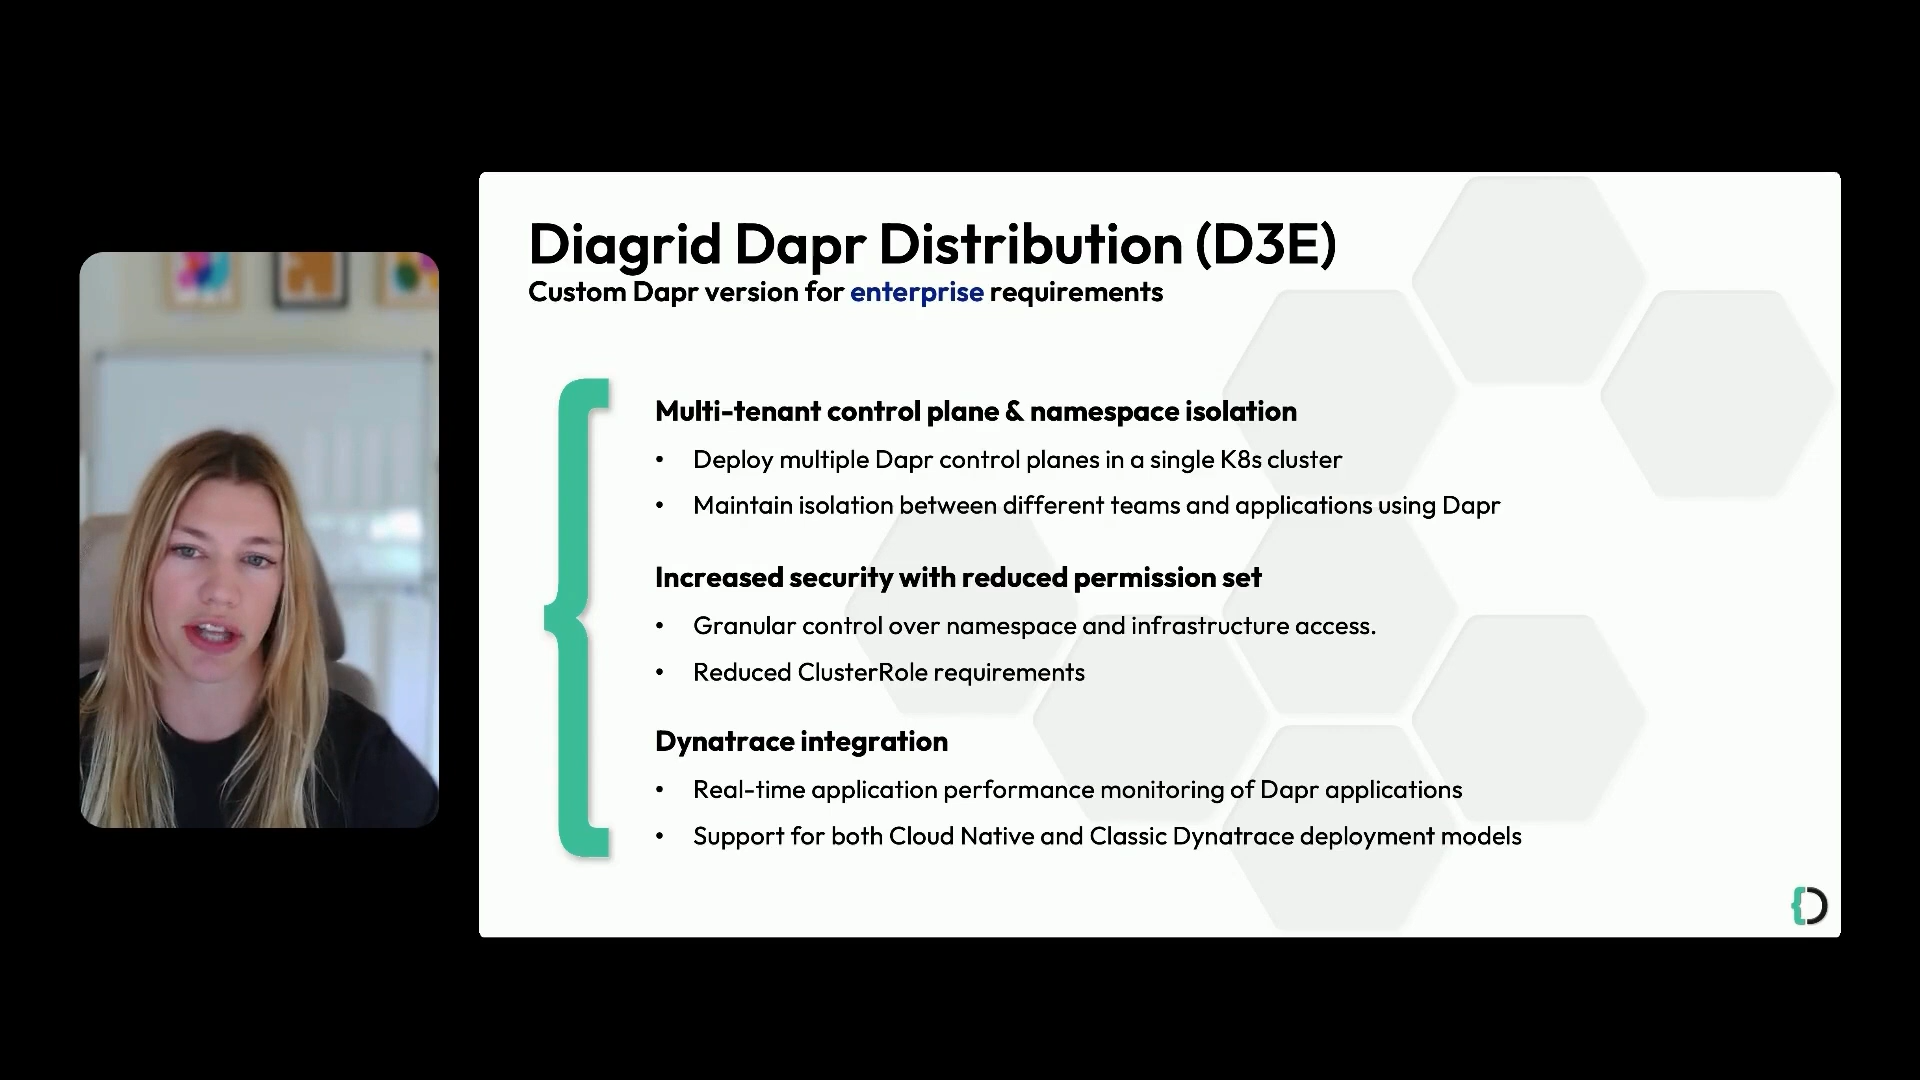 Diagrid Dapr Distribution (D3E)
Custom Dapr version for enterprise requirements
Multi-tenant control plane & namespace isolation
• Deploy multiple Dapr control planes in a single K8s cluster
• Maintain isolation between different teams and applications using Dapr
Increased security with reduced permission set
• Granular control over namespace and infrastructure access.
• Reduced ClusterRole requirements
Dynatrace integration
• Real-time application performance monitoring of Dapr applications
• Support for both Cloud Native and Classic Dynatrace deployment models